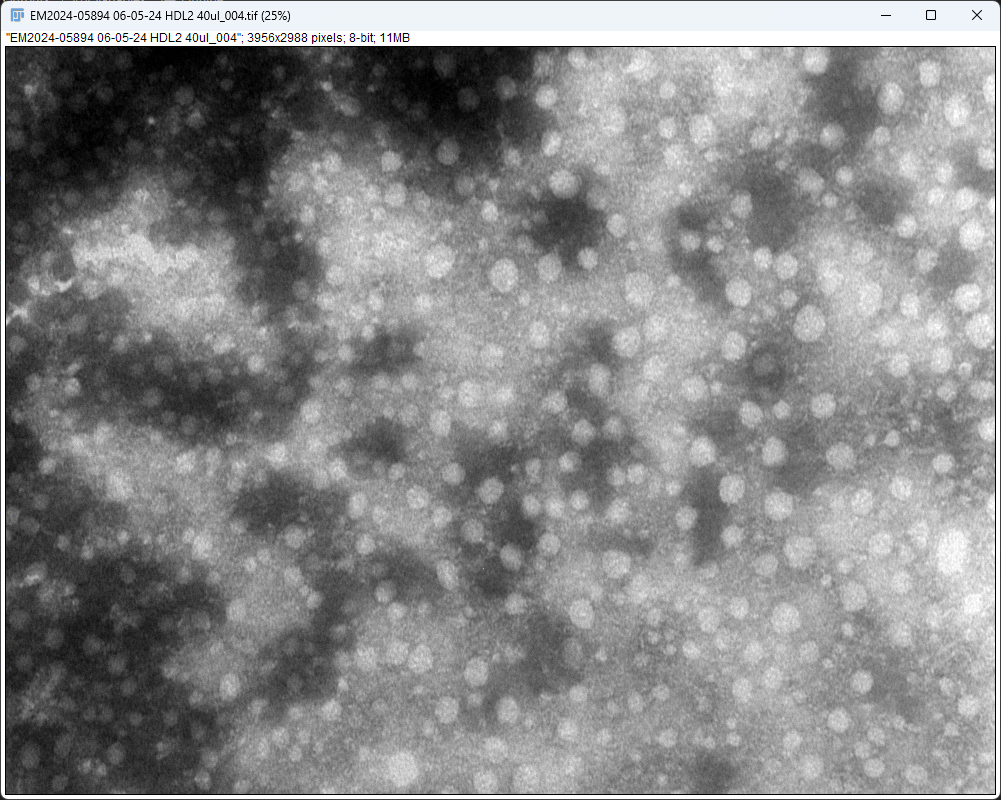 EM2024-05894 06-05-24 HDL2 40ul_004.tif (25%)
"EM2024-05894 06-05-24 HDL2 40ul_004"; 3956x2988 pixels; 8-bit; 11MB